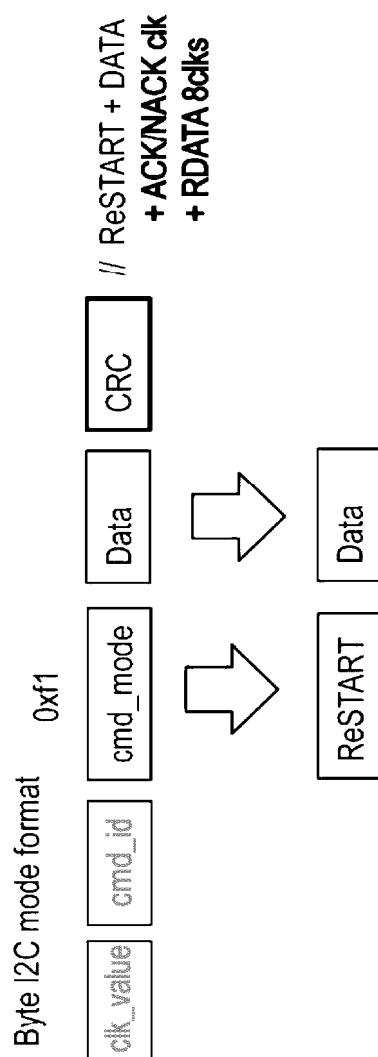 Byte I2C mode format
0xf1
clk_value cmd_id cmd_mode Data CRC // ReSTART + DATA
+ ACK/NACK clk
+ RDATA 8clks
ReSTART Data